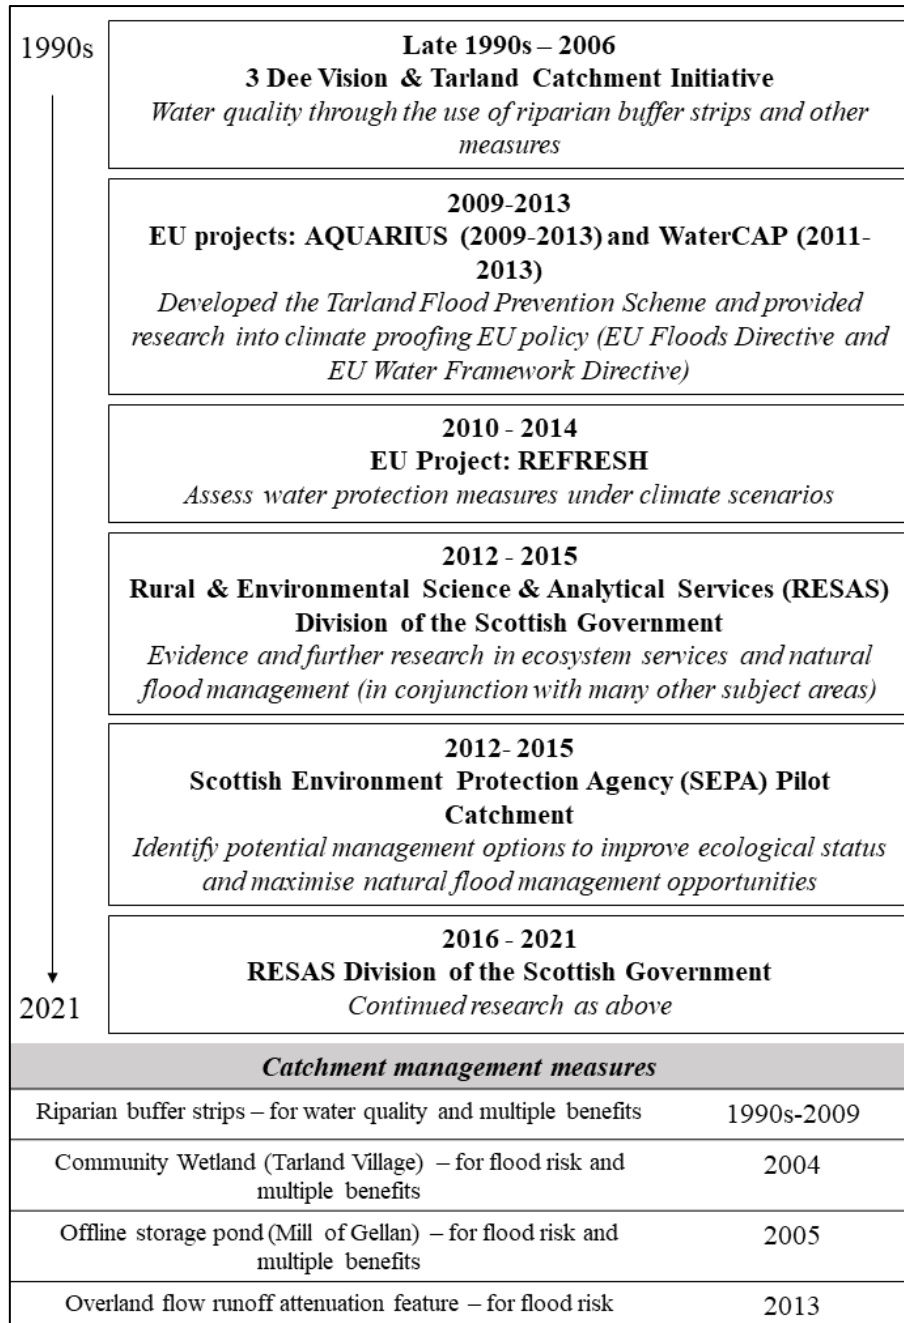 1990s
Late 1990s – 2006
3 Dee Vision & Tarland Catchment Initiative
Water quality through the use of riparian buffer strips and other
measures
2009-2013
EU projects: AQUARIUS (2009-2013) and WaterCAP (2011-
2013)
Developed the Tarland Flood Prevention Scheme and provided
research into climate proofing EU policy (EU Floods Directive and
EU Water Framework Directive)
2010 - 2014
EU Project: REFRESH
Assess water protection measures under climate scenarios
2012 - 2015
Rural & Environmental Science & Analytical Services (RESAS)
Division of the Scottish Government
Evidence and further research in ecosystem services and natural
flood management (in conjunction with many other subject areas)
2012- 2015
Scottish Environment Protection Agency (SEPA) Pilot
Catchment
Identify potential management options to improve ecological status
and maximise natural flood management opportunities
2016 - 2021
RESAS Division of the Scottish Government
Continued research as above
2021
Catchment management measures
Riparian buffer strips – for water quality and multiple benefits 1990s-2009
Community Wetland (Tarland Village) – for flood risk and
multiple benefits 2004
Offline storage pond (Mill of Gellan) – for flood risk and
multiple benefits 2005
Overland flow runoff attenuation feature – for flood risk 2013